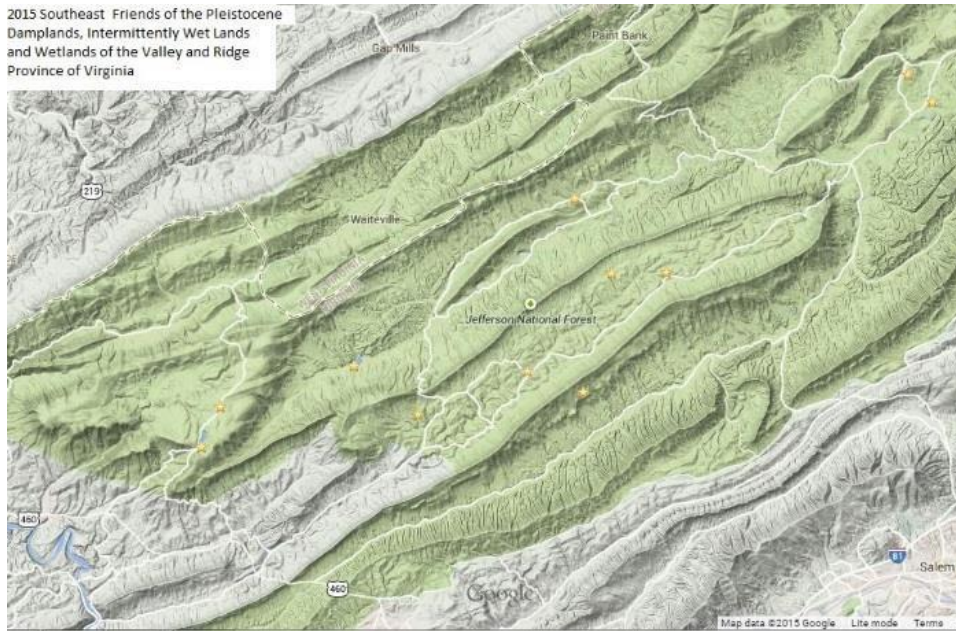 2015 Southeast Friends of the Pleistocene
Damplands, Intermittently Wet Lands
and Wetlands of the Valley and Ridge
Province of Virginia
Paint Bank
Gap Mills
219
Waiteville
Jefferson National Forest
460
460
81
Salem
Google
Map data ©2015 Google Lite mode Terms